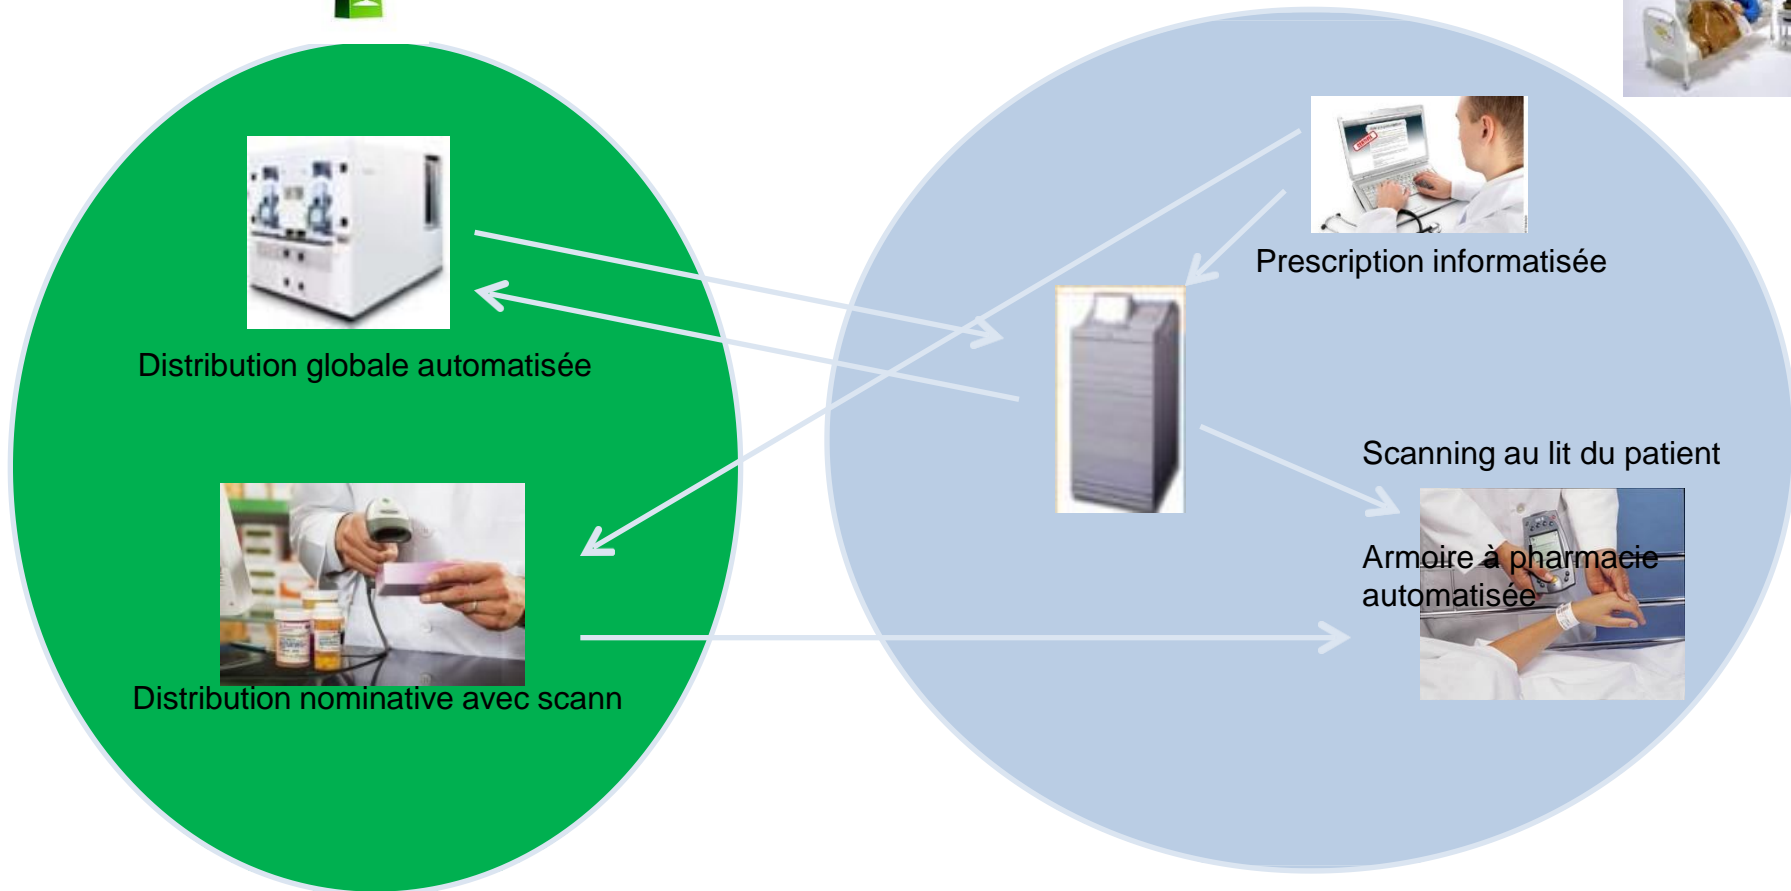 Prescription informatisée
Distribution globale automatisée
Scanning au lit du patient
Armoire à pharmacie
automatisée
Distribution nominative avec scann